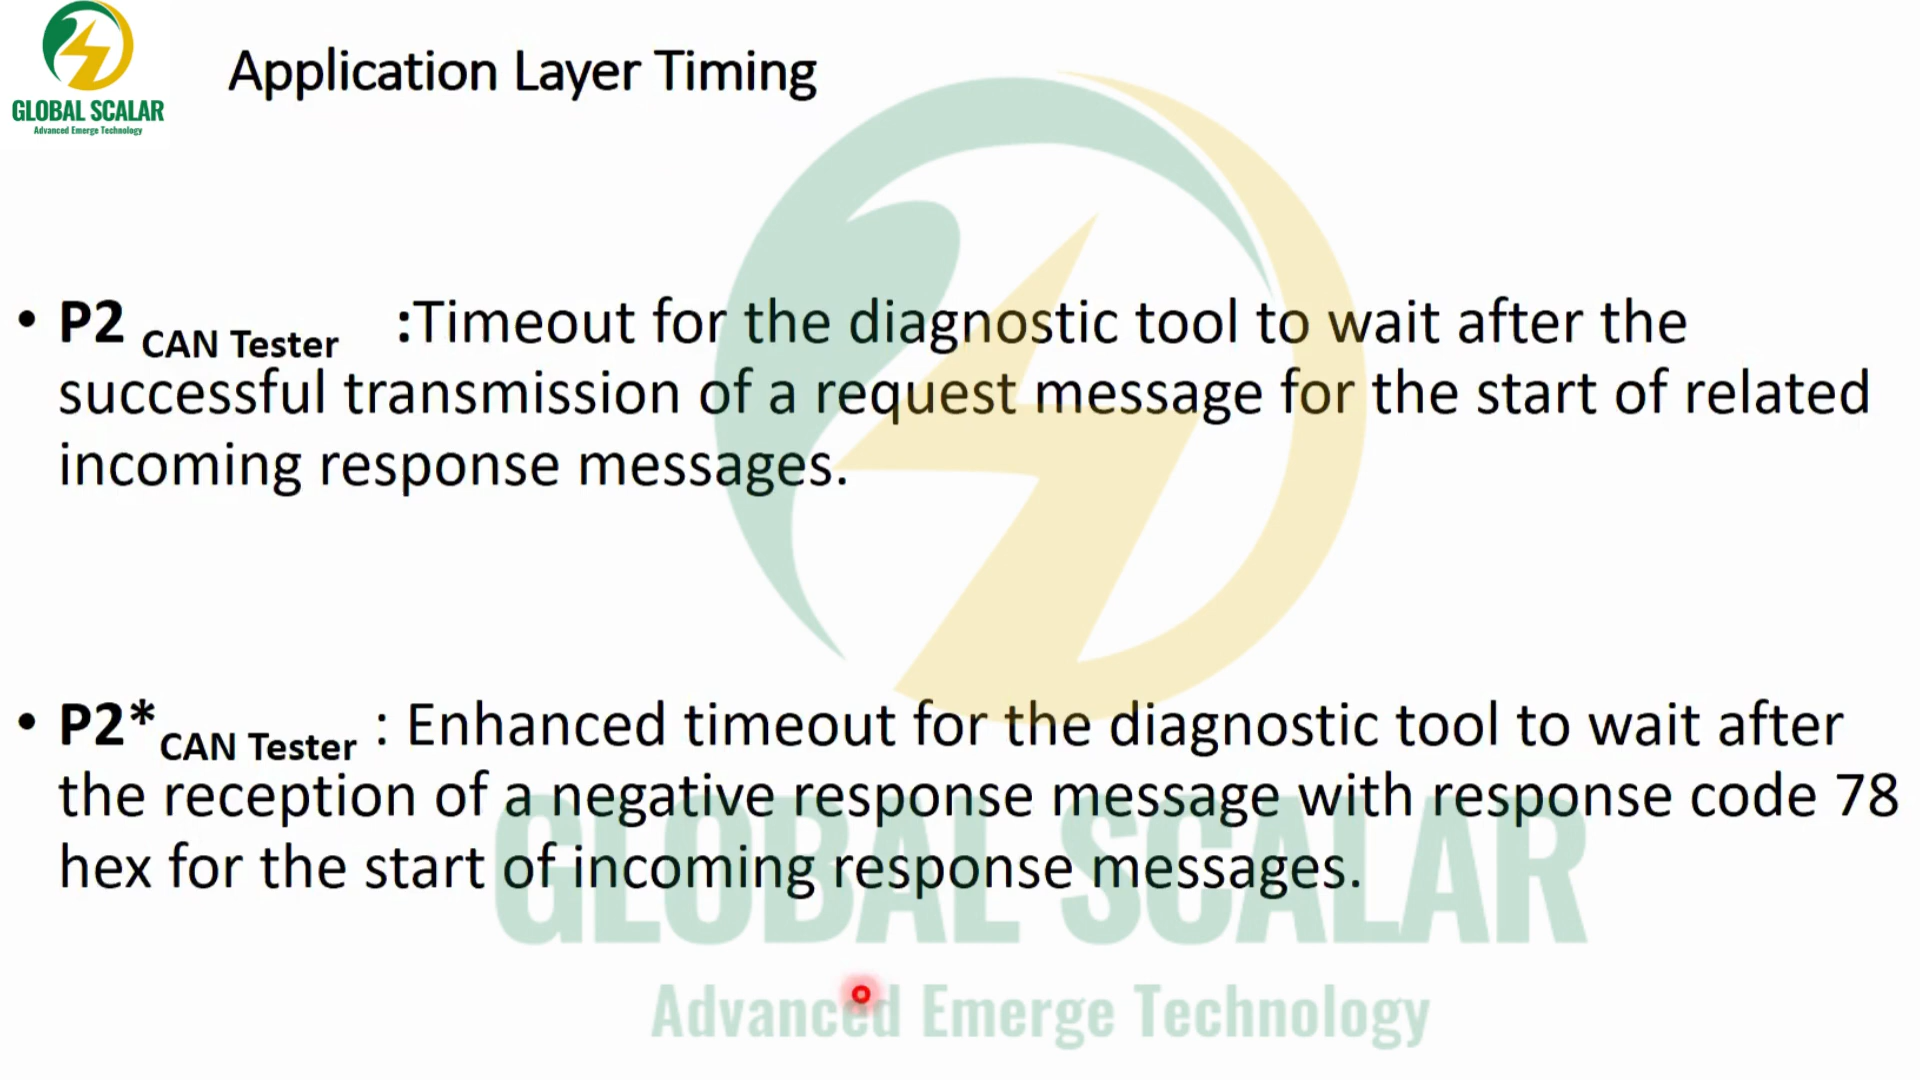 GLOBAL SCALAR
Advanced Emerge Technology
Application Layer Timing
• P2 CAN Tester :Timeout for the diagnostic tool to wait after the
successful transmission of a request message for the start of related
incoming response messages.
• P2* CAN Tester : Enhanced timeout for the diagnostic tool to wait after
the reception of a negative response message with response code 78
hex for the start of incoming response messages.
GLOBAL SCALAR
Advanced Emerge Technology